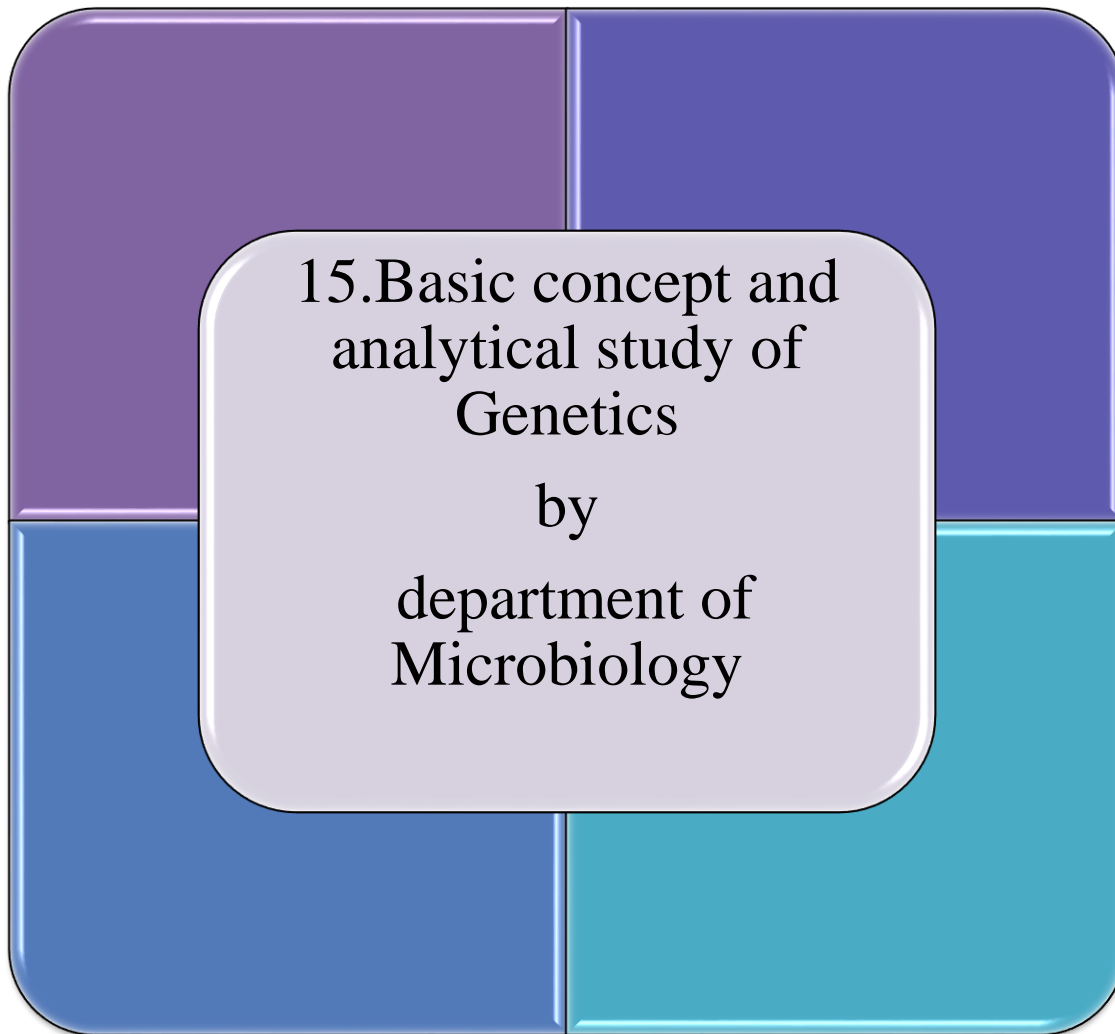 15.Basic concept and
analytical study of
Genetics
by
department of
Microbiology